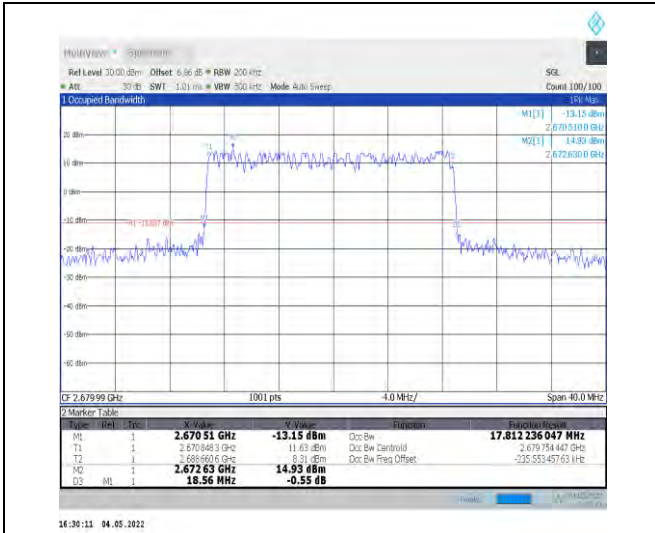 MultiView Spectrum
Ref Level 30.00 dBm Offset 6.86 dB RBW 200 kHz SGL
Att 30 dB SWT 1.01 ms VBW 300 kHz Mode Auto Sweep Count 100/100
1 Occupied Bandwidth 1Pk Max
M1[1] -13.15 dBm
2.670 510 0 GHz
M2[1] 14.93 dBm
2.672 630 0 GHz
20 dBm
10 dBm
0 dBm
-10 dBm
-20 dBm
-30 dBm
-40 dBm
-50 dBm
-60 dBm
CF 2.679 99 GHz 1001 pts 4.0 MHz/ Span 40.0 MHz
2 Marker Table
Type Ref Trc X-Value Y-Value Function Function Result
M1 1 2.670 51 GHz -13.15 dBm Occ Bw 17.812 236 047 MHz
T1 1 2.670 848 3 GHz 11.63 dBm Occ Bw Centroid 2.679 754 447 GHz
T2 1 2.688 660 6 GHz 8.31 dBm Occ Bw Freq Offset -235.553 457 63 kHz
M2 1 2.672 63 GHz 14.93 dBm
D3 M1 1 18.56 MHz -0.55 dB
16:30:11 04.05.2022